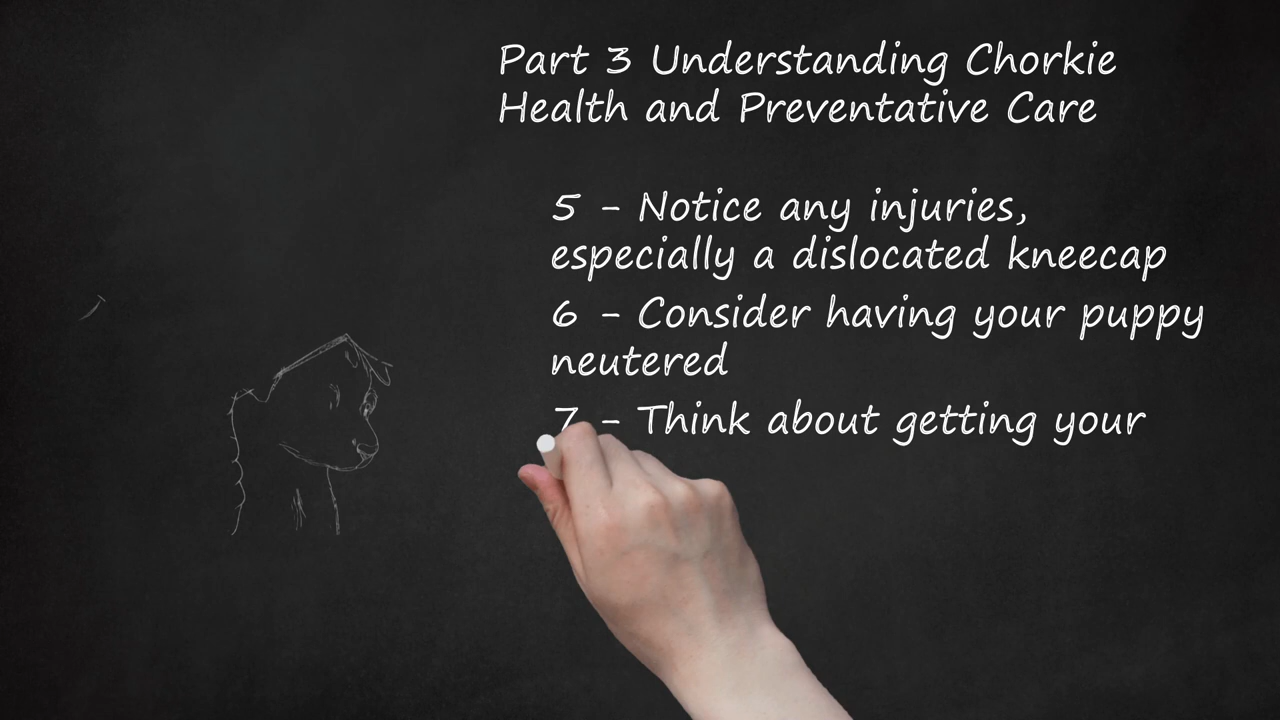 Part 3 Understanding Chorkie
Health and Preventative Care
5 - Notice any injuries,
especially a dislocated kneecap
6 - Consider having your puppy
neutered
7 - Think about getting your